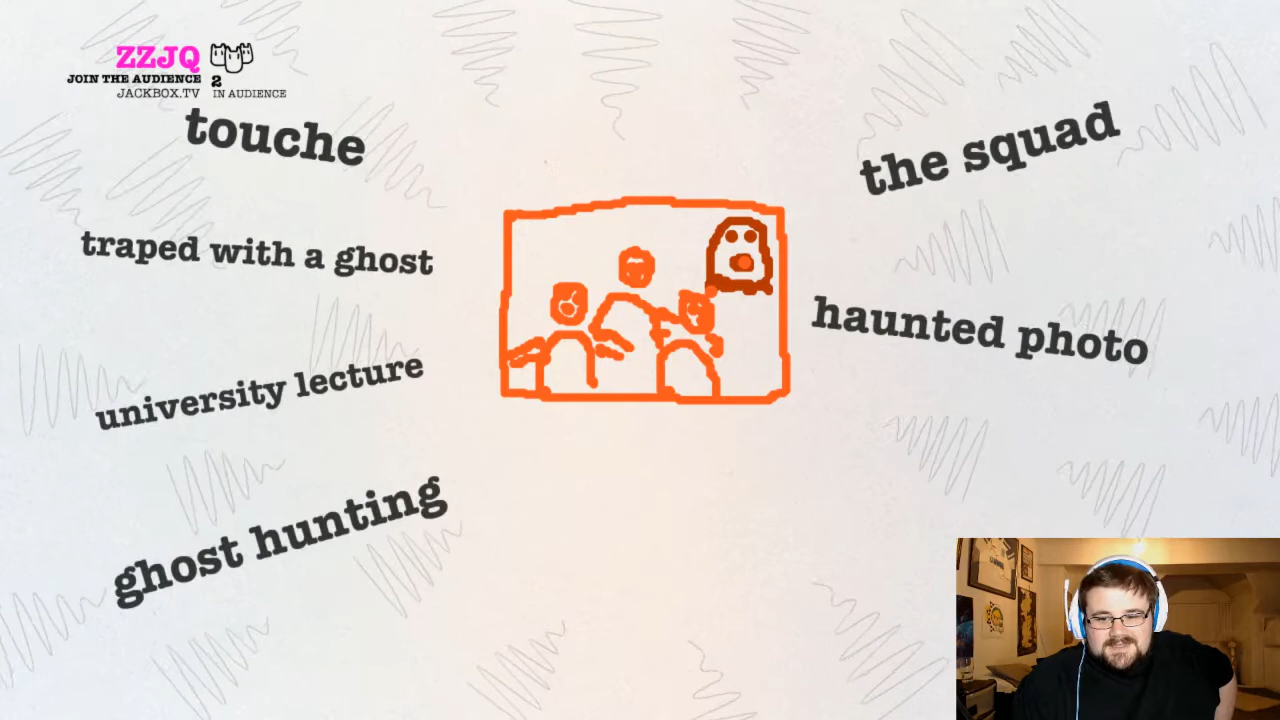 ZZJQ
JOIN THE AUDIENCE
JACKBOX.TV
2
IN AUDIENCE
touche
the squad
traped with a ghost
haunted photo
university lecture
ghost hunting